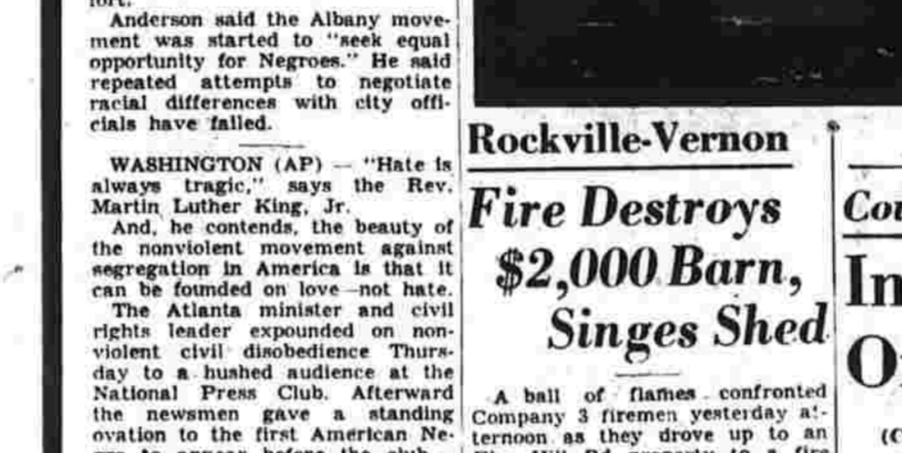 Anderson said the Albany move-
ment was started to "seek equal
opportunity for Negroes." He said
repeated attempts to negotiate
racial differences with city offi-
cials have failed.
WASHINGTON (AP) — "Hate is
always tragic," says the Rev.
Martin Luther King, Jr.
And, he contends, the beauty of
the nonviolent movement against
segregation in America is that it
can be founded on love—not hate.
The Atlanta minister and civil
rights leader expounded on non-
violent civil disobedience Thurs-
day to a hushed audience at the
National Press Club. Afterward
the newsmen gave a standing
ovation to the first American Ne-
Rockville-Vernon
Fire Destroys
$2,000 Barn,
Singes Shed
A ball of flames confronted
Company 3 firemen yesterday af-
ternoon as they drove up to an